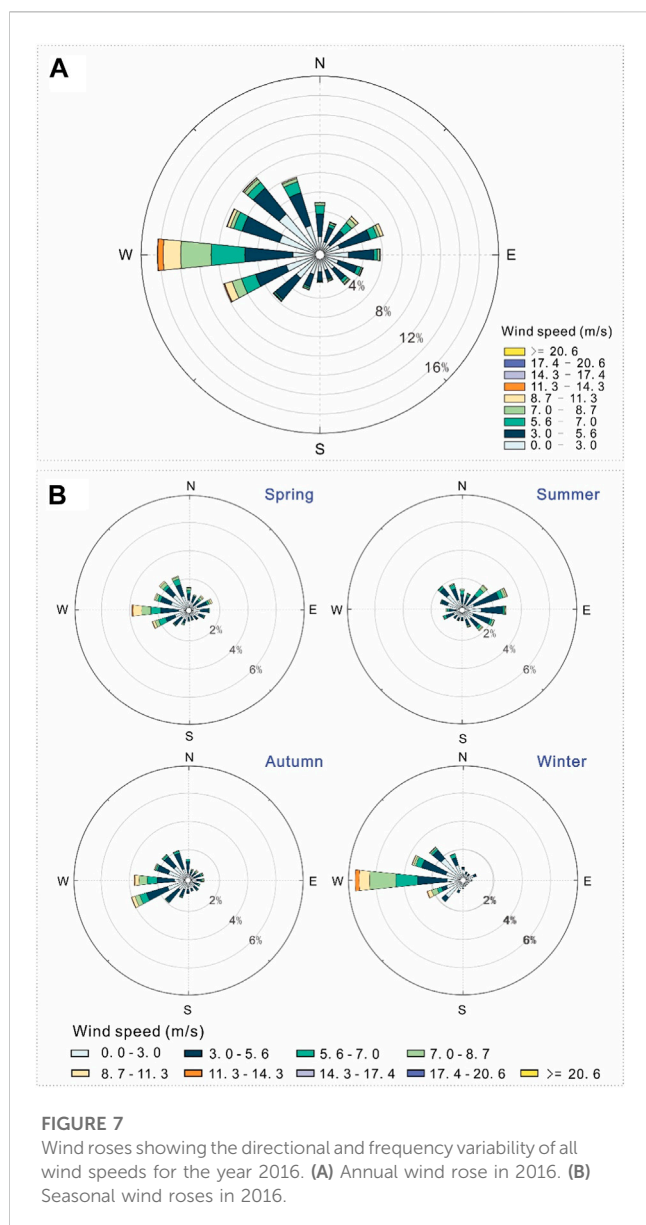 A
N
W
E
4%
8%
12%
16%
S
Wind speed (m/s)
>= 20.6
17.4 - 20.6
14.3 - 17.4
11.3 - 14.3
8.7 - 11.3
7.0 - 8.7
5.6 - 7.0
3.0 - 5.6
0.0 - 3.0
B
N
Spring
W
E
2%
4%
6%
S
N
Summer
W
E
2%
4%
6%
S
N
Autumn
W
E
2%
4%
6%
S
N
Winter
W
E
2%
4%
6%
S
Wind speed (m/s)
0.0 - 3.0 3.0 - 5.6 5.6 - 7.0 7.0 - 8.7
8.7 - 11.3 11.3 - 14.3 14.3 - 17.4 17.4 - 20.6 >= 20.6
FIGURE 7
Wind roses showing the directional and frequency variability of all
wind speeds for the year 2016. (A) Annual wind rose in 2016. (B)
Seasonal wind roses in 2016.